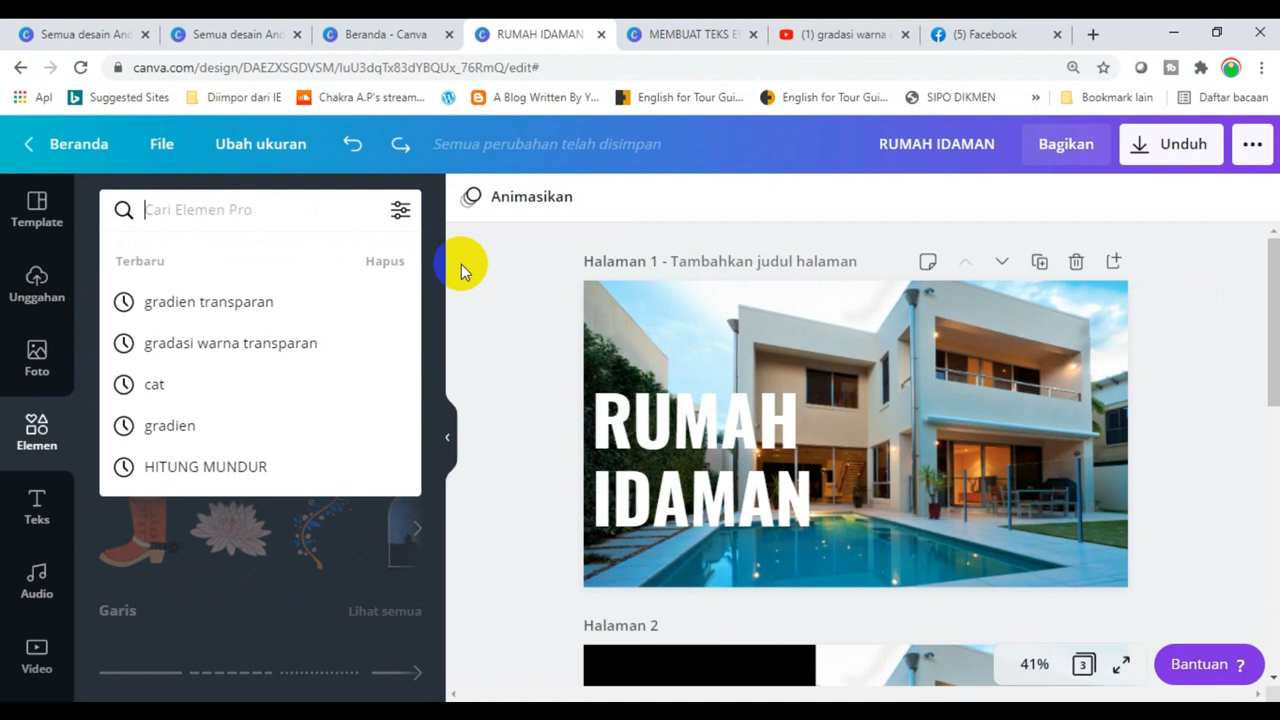 Semua desain And
Semua desain And
Beranda - Canva
RUMAH IDAMAN
MEMBUAT TEKS E
(1) gradasi warna
(5) Facebook
canva.com/design/DAEZXSGDVSM/IuU3dqTx83dYBQUx_76RmQ/edit#
Apl
Suggested Sites
Diimpor dari IE
Chakra A.P's stream...
A Blog Written By Y...
English for Tour Gui...
English for Tour Gui...
SIPO DIKMEN
»
Bookmark lain
Daftar bacaan
Beranda
File
Ubah ukuran
Semua perubahan telah disimpan
RUMAH IDAMAN
Bagikan
Unduh
Template
Unggahan
Foto
Elemen
Teks
Audio
Video
Cari Elemen Pro
Terbaru
Hapus
gradien transparan
gradasi warna transparan
cat
gradien
HITUNG MUNDUR
Garis
Lihat semua
Animasikan
Halaman 1 - Tambahkan judul halaman
RUMAH
IDAMAN
Halaman 2
41%
3
Bantuan ?